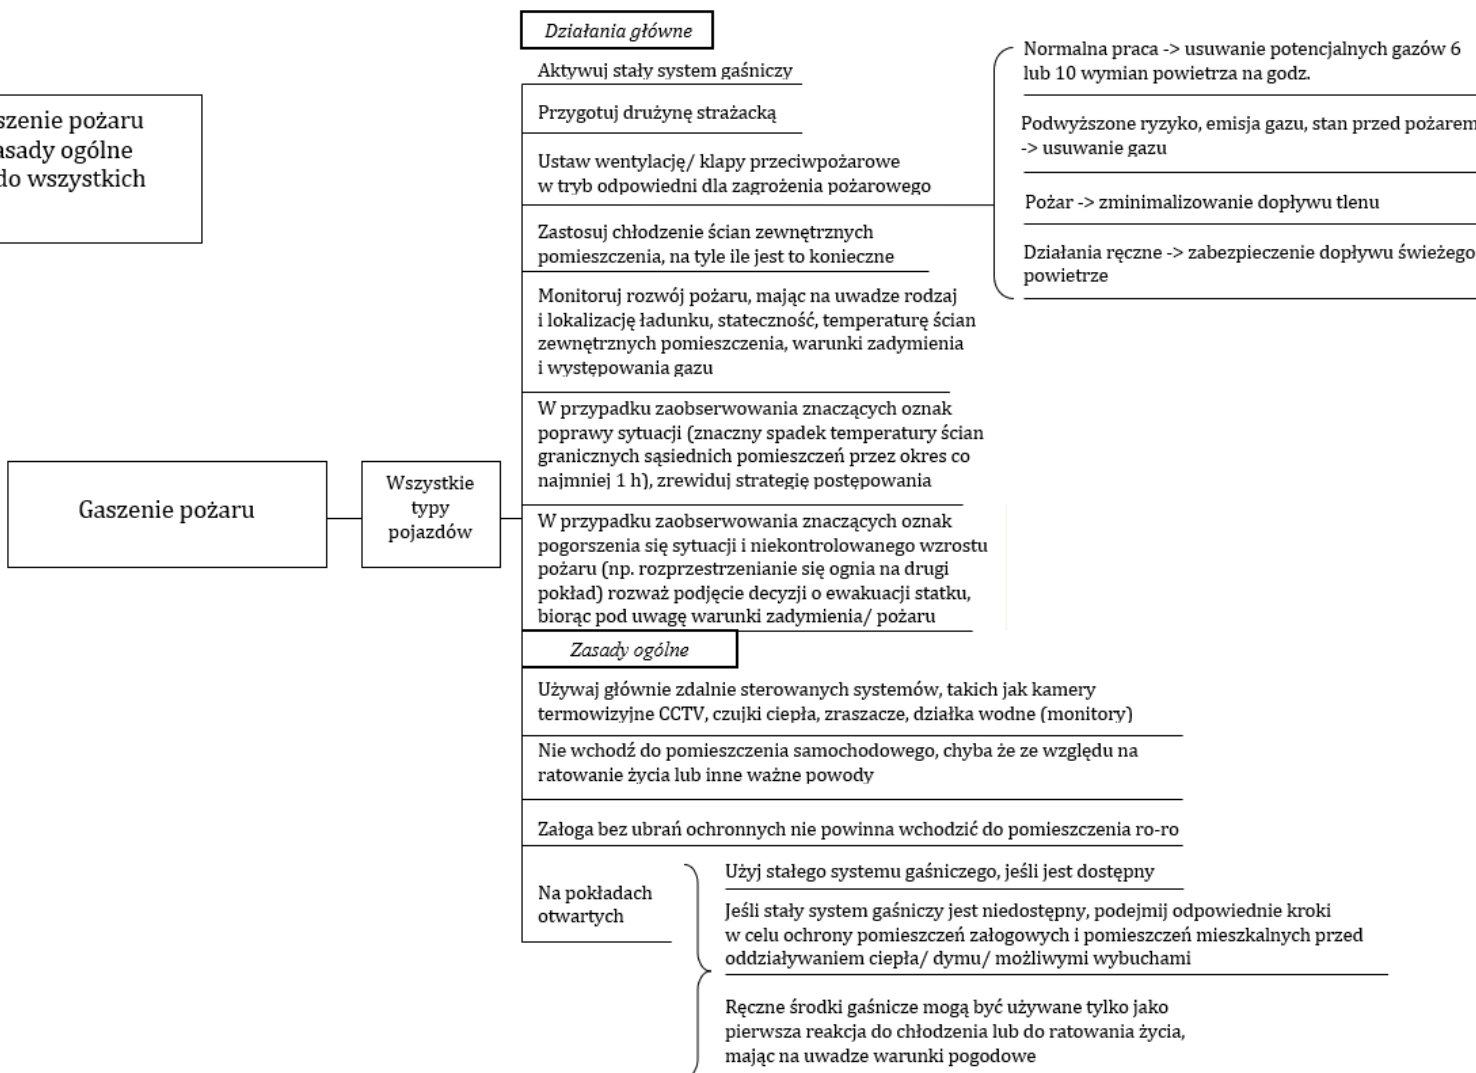 Działania główne
Aktywuj stały system gaśniczy
Przygotuj drużynę strażacką
Ustaw wentylację/ klapy przeciwpożarowe
w tryb odpowiedni dla zagrożenia pożarowego
Normalna praca -> usuwanie potencjalnych gazów 6
lub 10 wymian powietrza na godz.
Podwyższone ryzyko, emisja gazu, stan przed pożarem
-> usuwanie gazu
Pożar -> zminimalizowanie dopływu tlenu
Działania ręczne -> zabezpieczenie dopływu świeżego
powietrze
Zastosuj chłodzenie ścian zewnętrznych
pomieszczenia, na tyle ile jest to konieczne
Monitoruj rozwój pożaru, mając na uwadze rodzaj
i lokalizację ładunku, stateczność, temperaturę ścian
zewnętrznych pomieszczenia, warunki zadymienia
i występowania gazu
W przypadku zaobserwowania znaczących oznak
poprawy sytuacji (znaczny spadek temperatury ścian
granicznych sąsiednich pomieszczeń przez okres co
najmniej 1 h), zrewiduj strategię postępowania
W przypadku zaobserwowania znaczących oznak
pogorszenia się sytuacji i niekontrolowanego wzrostu
pożaru (np. rozprzestrzenianie się ognia na drugi
pokład) rozważ podjęcie decyzji o ewakuacji statku,
biorąc pod uwagę warunki zadymienia/ pożaru
szenie pożaru
asady ogólne
do wszystkich
Gaszenie pożaru
Wszystkie
typy
pojazdów
Zasady ogólne
Używaj głównie zdalnie sterowanych systemów, takich jak kamery
termowizyjne CCTV, czujki ciepła, zraszacze, działka wodne (monitory)
Nie wchodź do pomieszczenia samochodowego, chyba że ze względu na
ratowanie życia lub inne ważne powody
Załoga bez ubrań ochronnych nie powinna wchodzić do pomieszczenia ro-ro
Na pokładach
otwartych
Użyj stałego systemu gaśniczego, jeśli jest dostępny
Jeśli stały system gaśniczy jest niedostępny, podejmij odpowiednie kroki
w celu ochrony pomieszczeń załogowych i pomieszczeń mieszkalnych przed
oddziaływaniem ciepła/ dymu/ możliwymi wybuchami
Ręczne środki gaśnicze mogą być używane tylko jako
pierwsza reakcja do chłodzenia lub do ratowania życia,
mając na uwadze warunki pogodowe